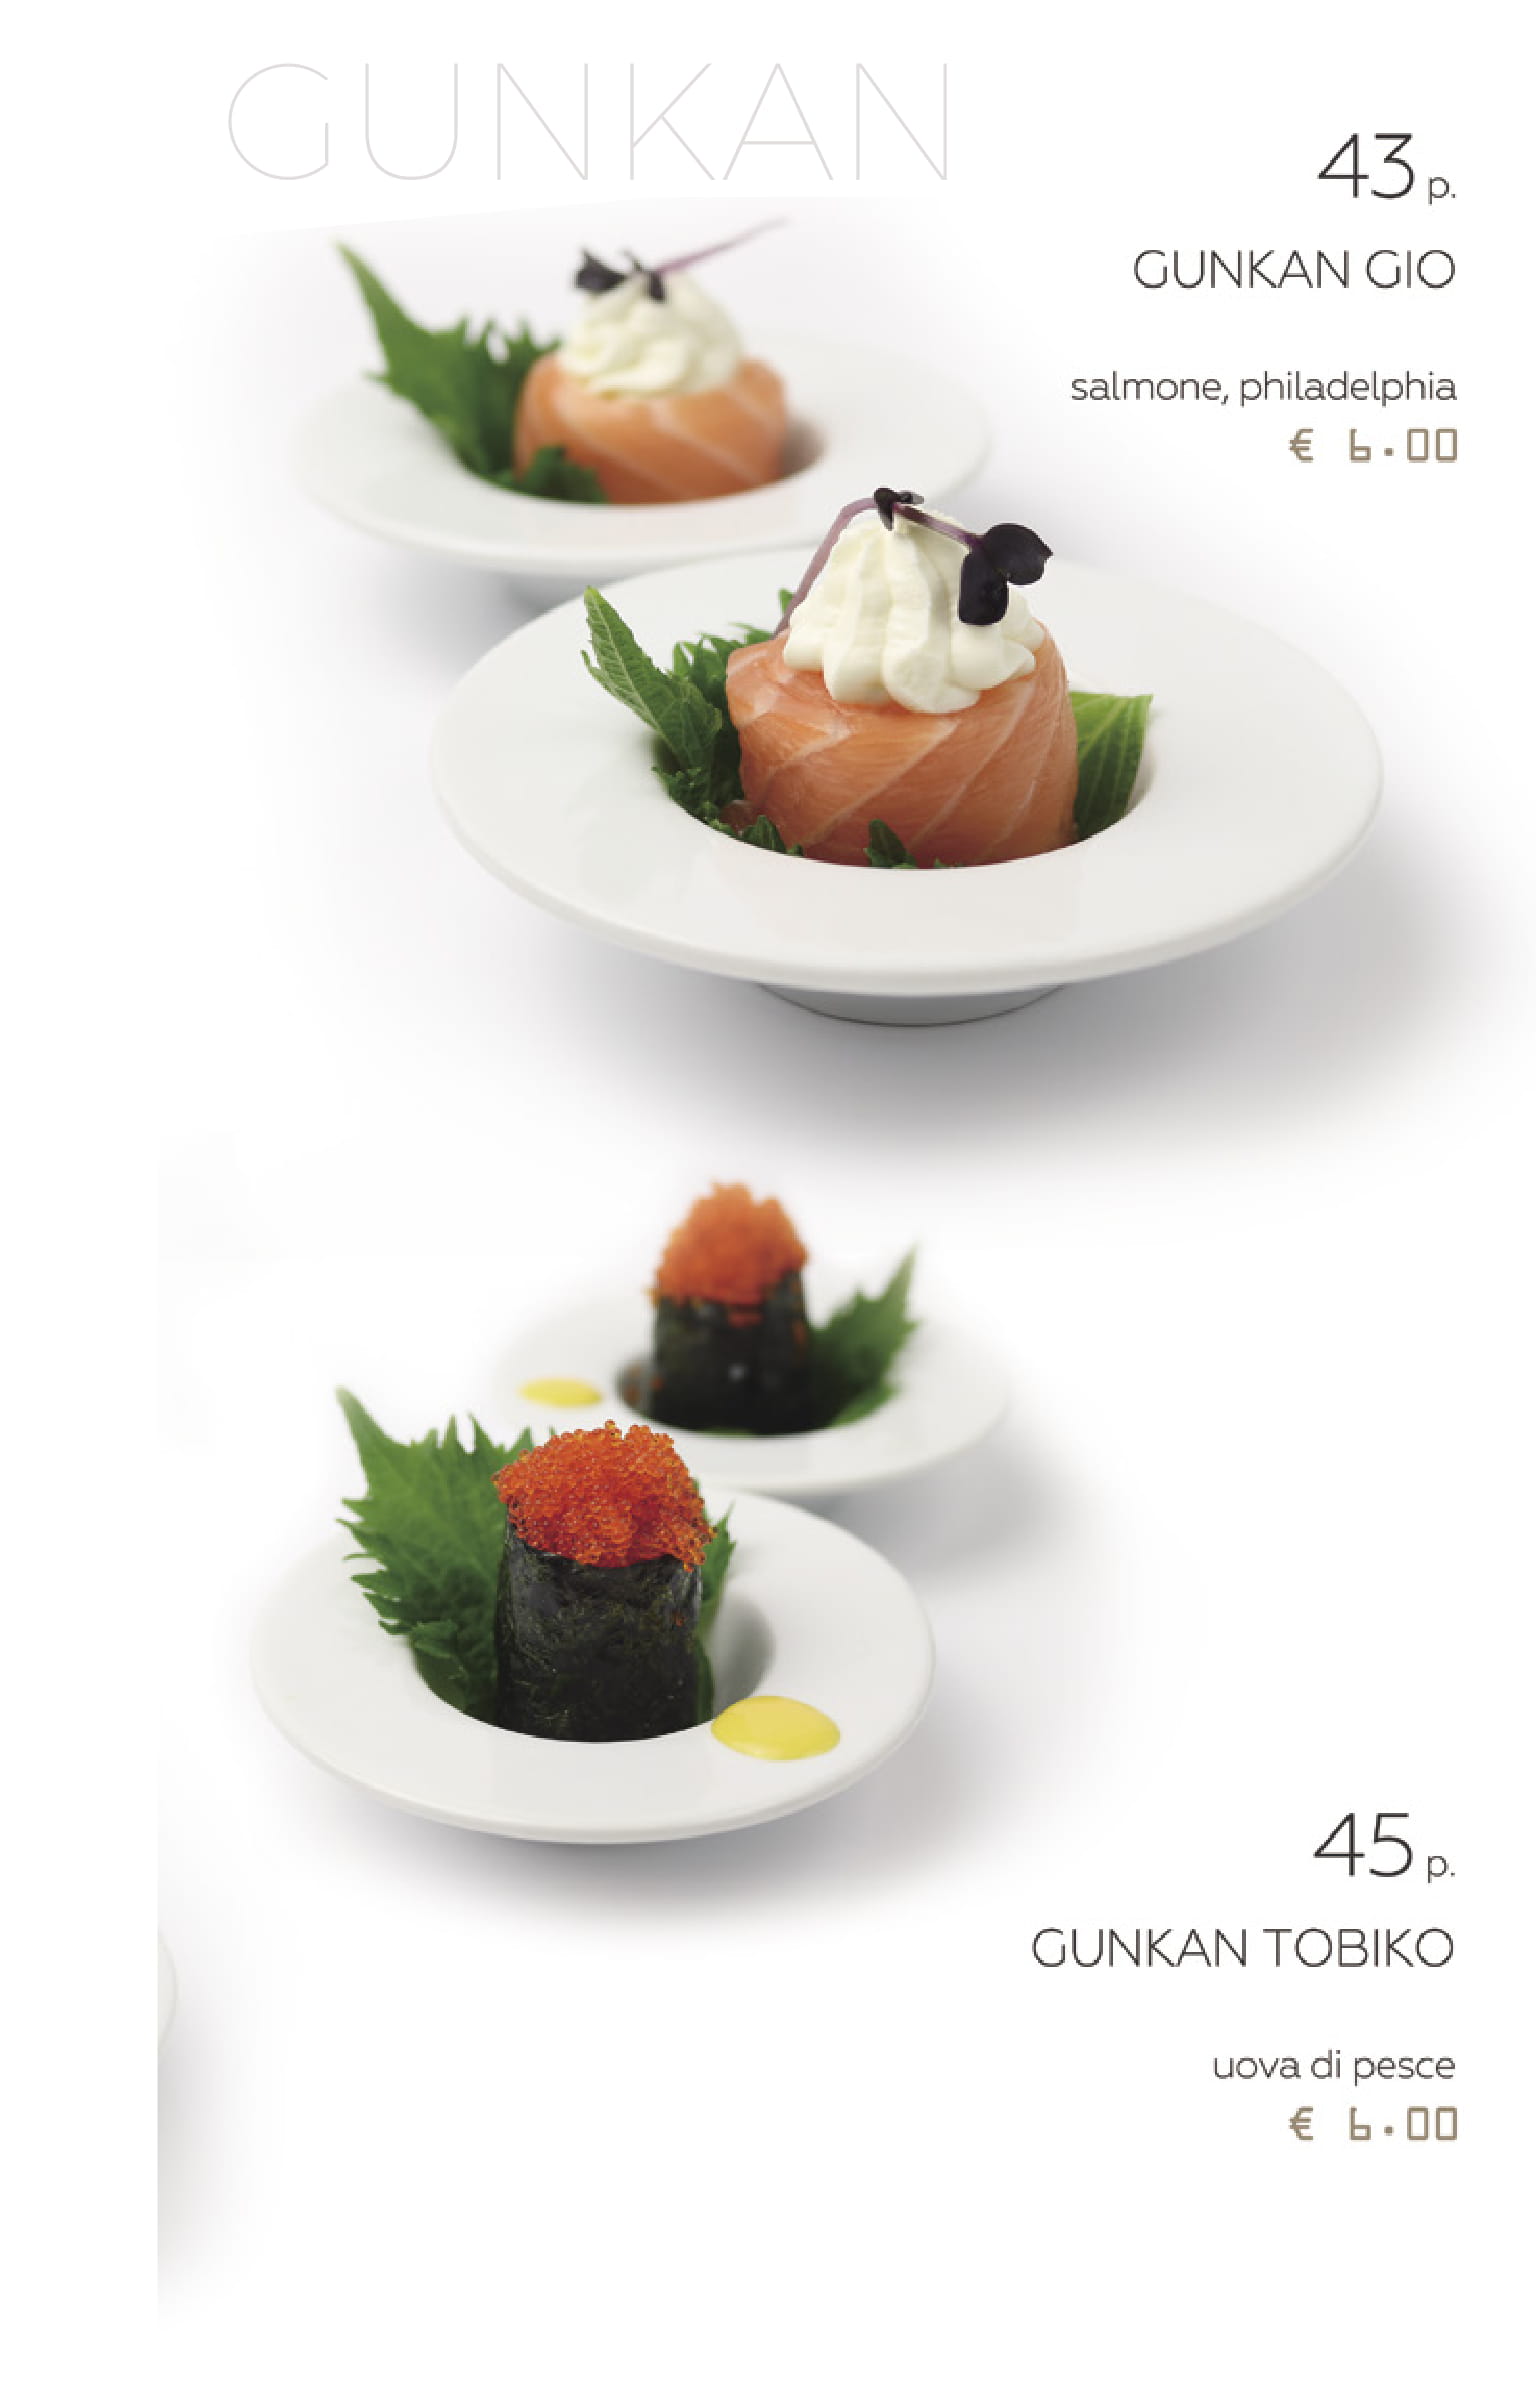 GUNKAN
43 p.
GUNKAN GIO
salmone, philadelphia
€ 6.00
45 p.
GUNKAN TOBIKO
uova di pesce
€ 6.00